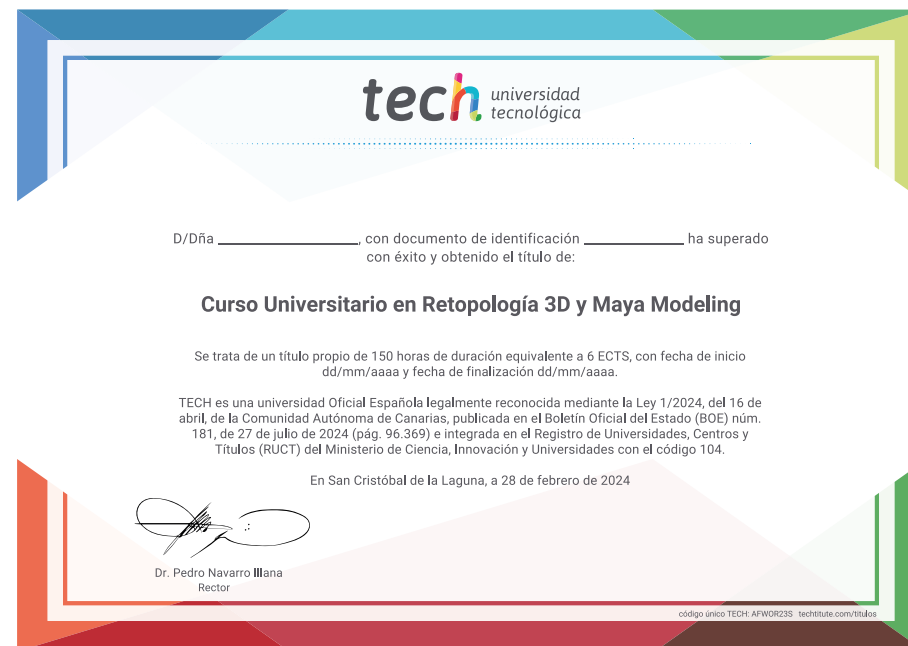 tech universidad
tecnológica
D/Dña ______________, con documento de identificación __________ ha superado
con éxito y obtenido el título de:
Curso Universitario en Retopología 3D y Maya Modeling
Se trata de un título propio de 150 horas de duración equivalente a 6 ECTS, con fecha de inicio
dd/mm/aaaa y fecha de finalización dd/mm/aaaa.
TECH es una universidad Oficial Española legalmente reconocida mediante la Ley 1/2024, del 16 de
abril, de la Comunidad Autónoma de Canarias, publicada en el Boletín Oficial del Estado (BOE) núm.
181, de 27 de julio de 2024 (pág. 96.369) e integrada en el Registro de Universidades, Centros y
Títulos (RUCT) del Ministerio de Ciencia, Innovación y Universidades con el código 104.
En San Cristóbal de la Laguna, a 28 de febrero de 2024
Dr. Pedro Navarro Illana
Rector
código único TECH: AFWOR23S techtitute.com/titulos